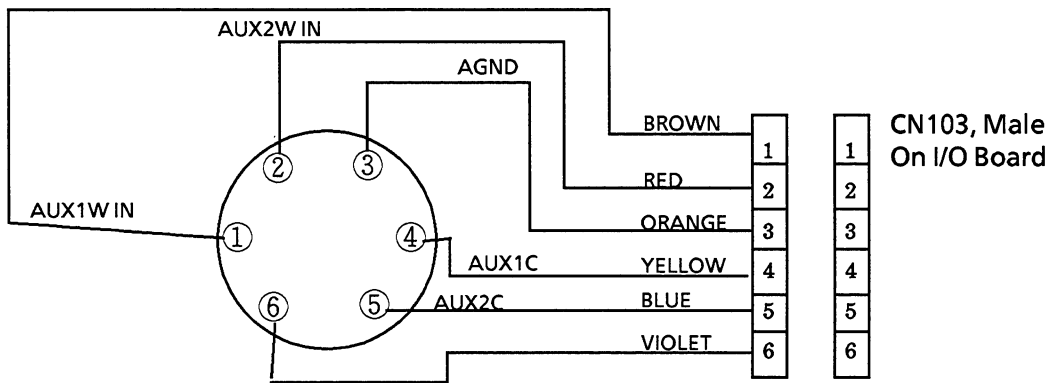 AUX2W IN
AGND
BROWN
CN103, Male
On I/O Board
1
1
2
3
RED
2
2
AUX1W IN
ORANGE
1
4
3
3
AUX1C
YELLOW
4
4
6
5
AUX2C
BLUE
5
5
VIOLET
6
6